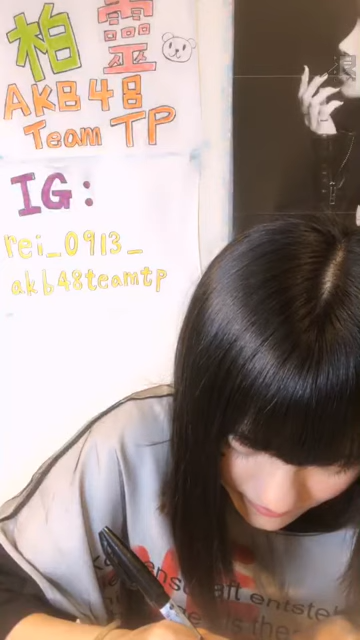 柏靈
AKB48
Team TP
IG:
rei_0913_
akb48teamtp